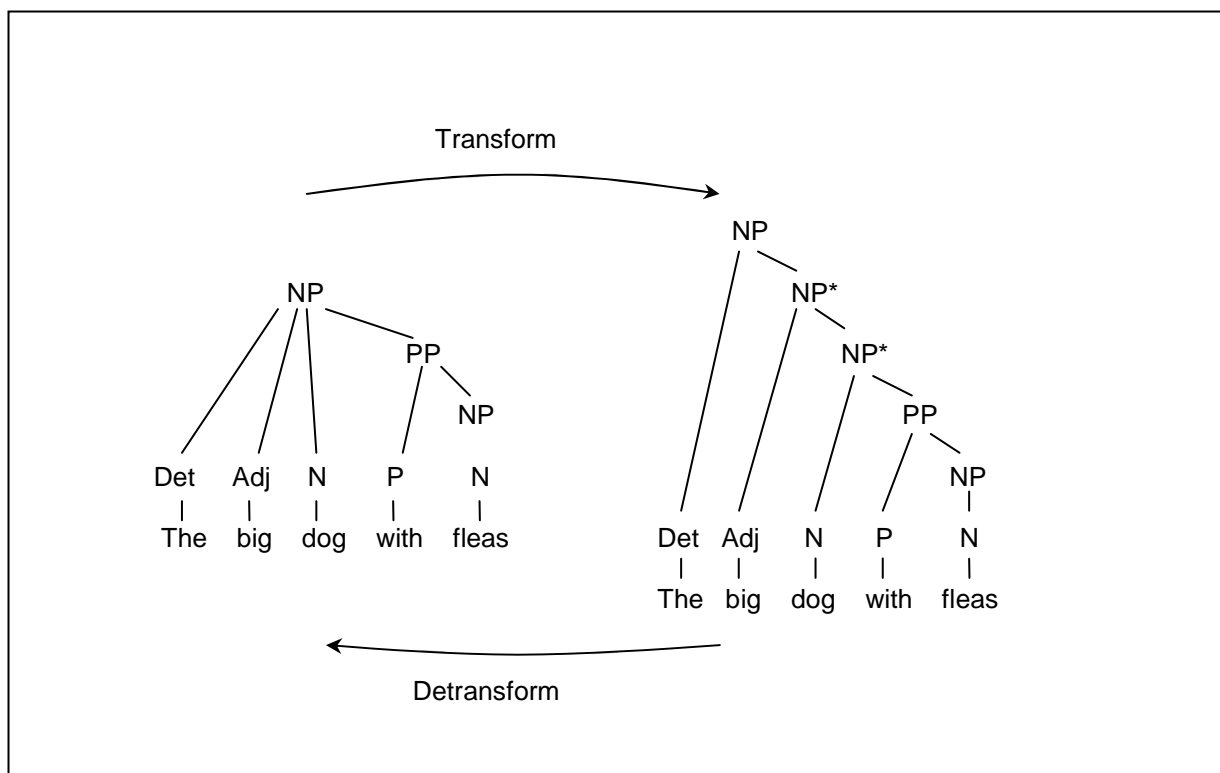 Transform
NP
NP
NP*
PP
NP*
NP
PP
Det Adj N P N
NP
The big dog with fleas
Det Adj N P N
The big dog with fleas
Detransform